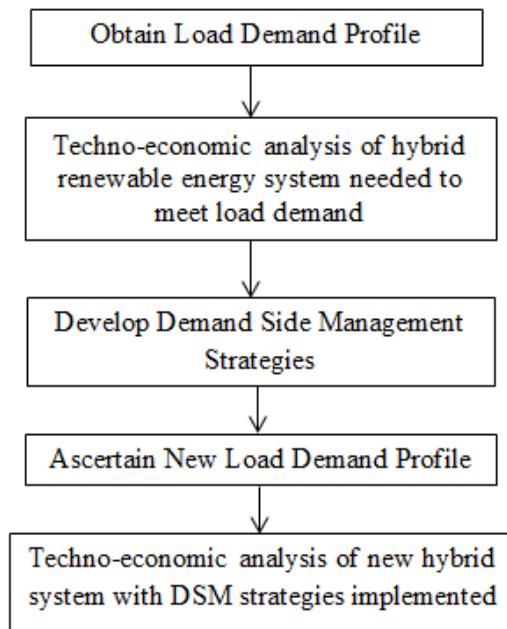 Obtain Load Demand Profile
Techno-economic analysis of hybrid
renewable energy system needed to
meet load demand
Develop Demand Side Management
Strategies
Ascertain New Load Demand Profile
Techno-economic analysis of new hybrid
system with DSM strategies implemented